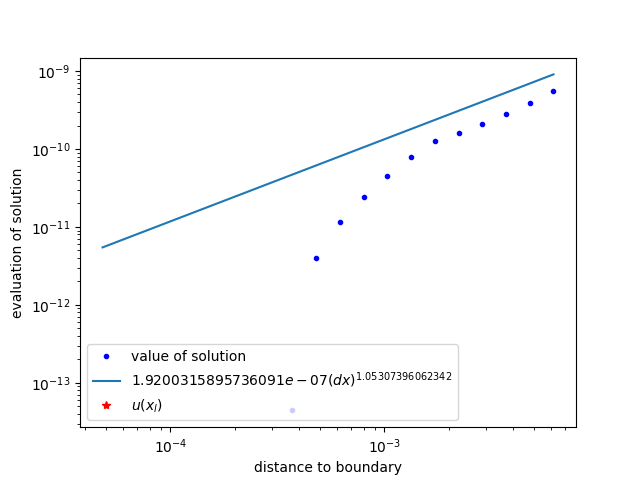 10⁻⁹
10⁻¹⁰
10⁻¹¹
10⁻¹²
10⁻¹³
evaluation of solution
value of solution
1.9200315895736091e − 07(dx)^1.05307396062342
u(x_l)
10⁻⁴
10⁻³
distance to boundary